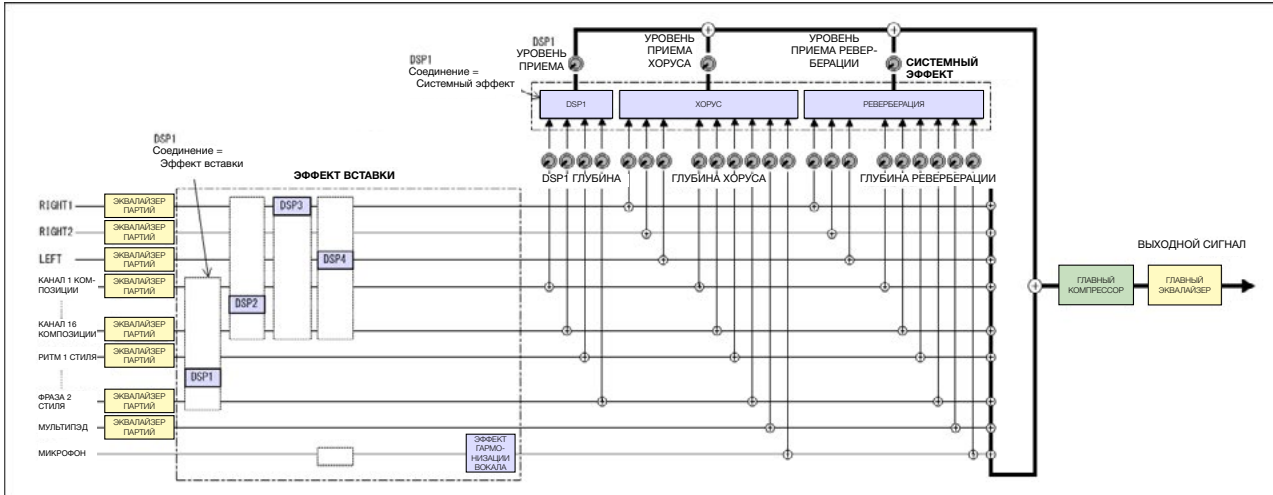 DSP1
УРОВЕНЬ
ПРИЕМА
УРОВЕНЬ
ПРИЕМА
ХОРУСА
УРОВЕНЬ
ПРИЕМА РЕВЕР-
БЕРАЦИИ
СИСТЕМНЫЙ
ЭФФЕКТ
DSP1
Соединение =
Системный эффект
DSP1
ХОРУС
РЕВЕРБЕРАЦИЯ
DSP1
Соединение =
Эффект вставки
DSP1 ГЛУБИНА
ГЛУБИНА ХОРУСА
ГЛУБИНА РЕВЕРБЕРАЦИИ
ЭФФЕКТ ВСТАВКИ
RIGHT1
ЭКВАЛАЙЗЕР
ПАРТИЙ
DSP3
RIGHT2
ЭКВАЛАЙЗЕР
ПАРТИЙ
LEFT
ЭКВАЛАЙЗЕР
ПАРТИЙ
DSP4
КАНАЛ 1 КОМ-
ПОЗИЦИИ
ЭКВАЛАЙЗЕР
ПАРТИЙ
DSP2
КАНАЛ 16
КОМПОЗИЦИИ
ЭКВАЛАЙЗЕР
ПАРТИЙ
РИТМ 1 СТИЛЯ
ЭКВАЛАЙЗЕР
ПАРТИЙ
DSP1
ФРАЗА 2
СТИЛЯ
ЭКВАЛАЙЗЕР
ПАРТИЙ
МУЛЬТИПЭД
ЭКВАЛАЙЗЕР
ПАРТИЙ
МИКРОФОН
ЭФФЕКТ
ГАРМО-
НИЗАЦИИ
ВОКАЛА
ВЫХОДНОЙ СИГНАЛ
ГЛАВНЫЙ
КОМПРЕССОР
ГЛАВНЫЙ
ЭКВАЛАЙЗЕР